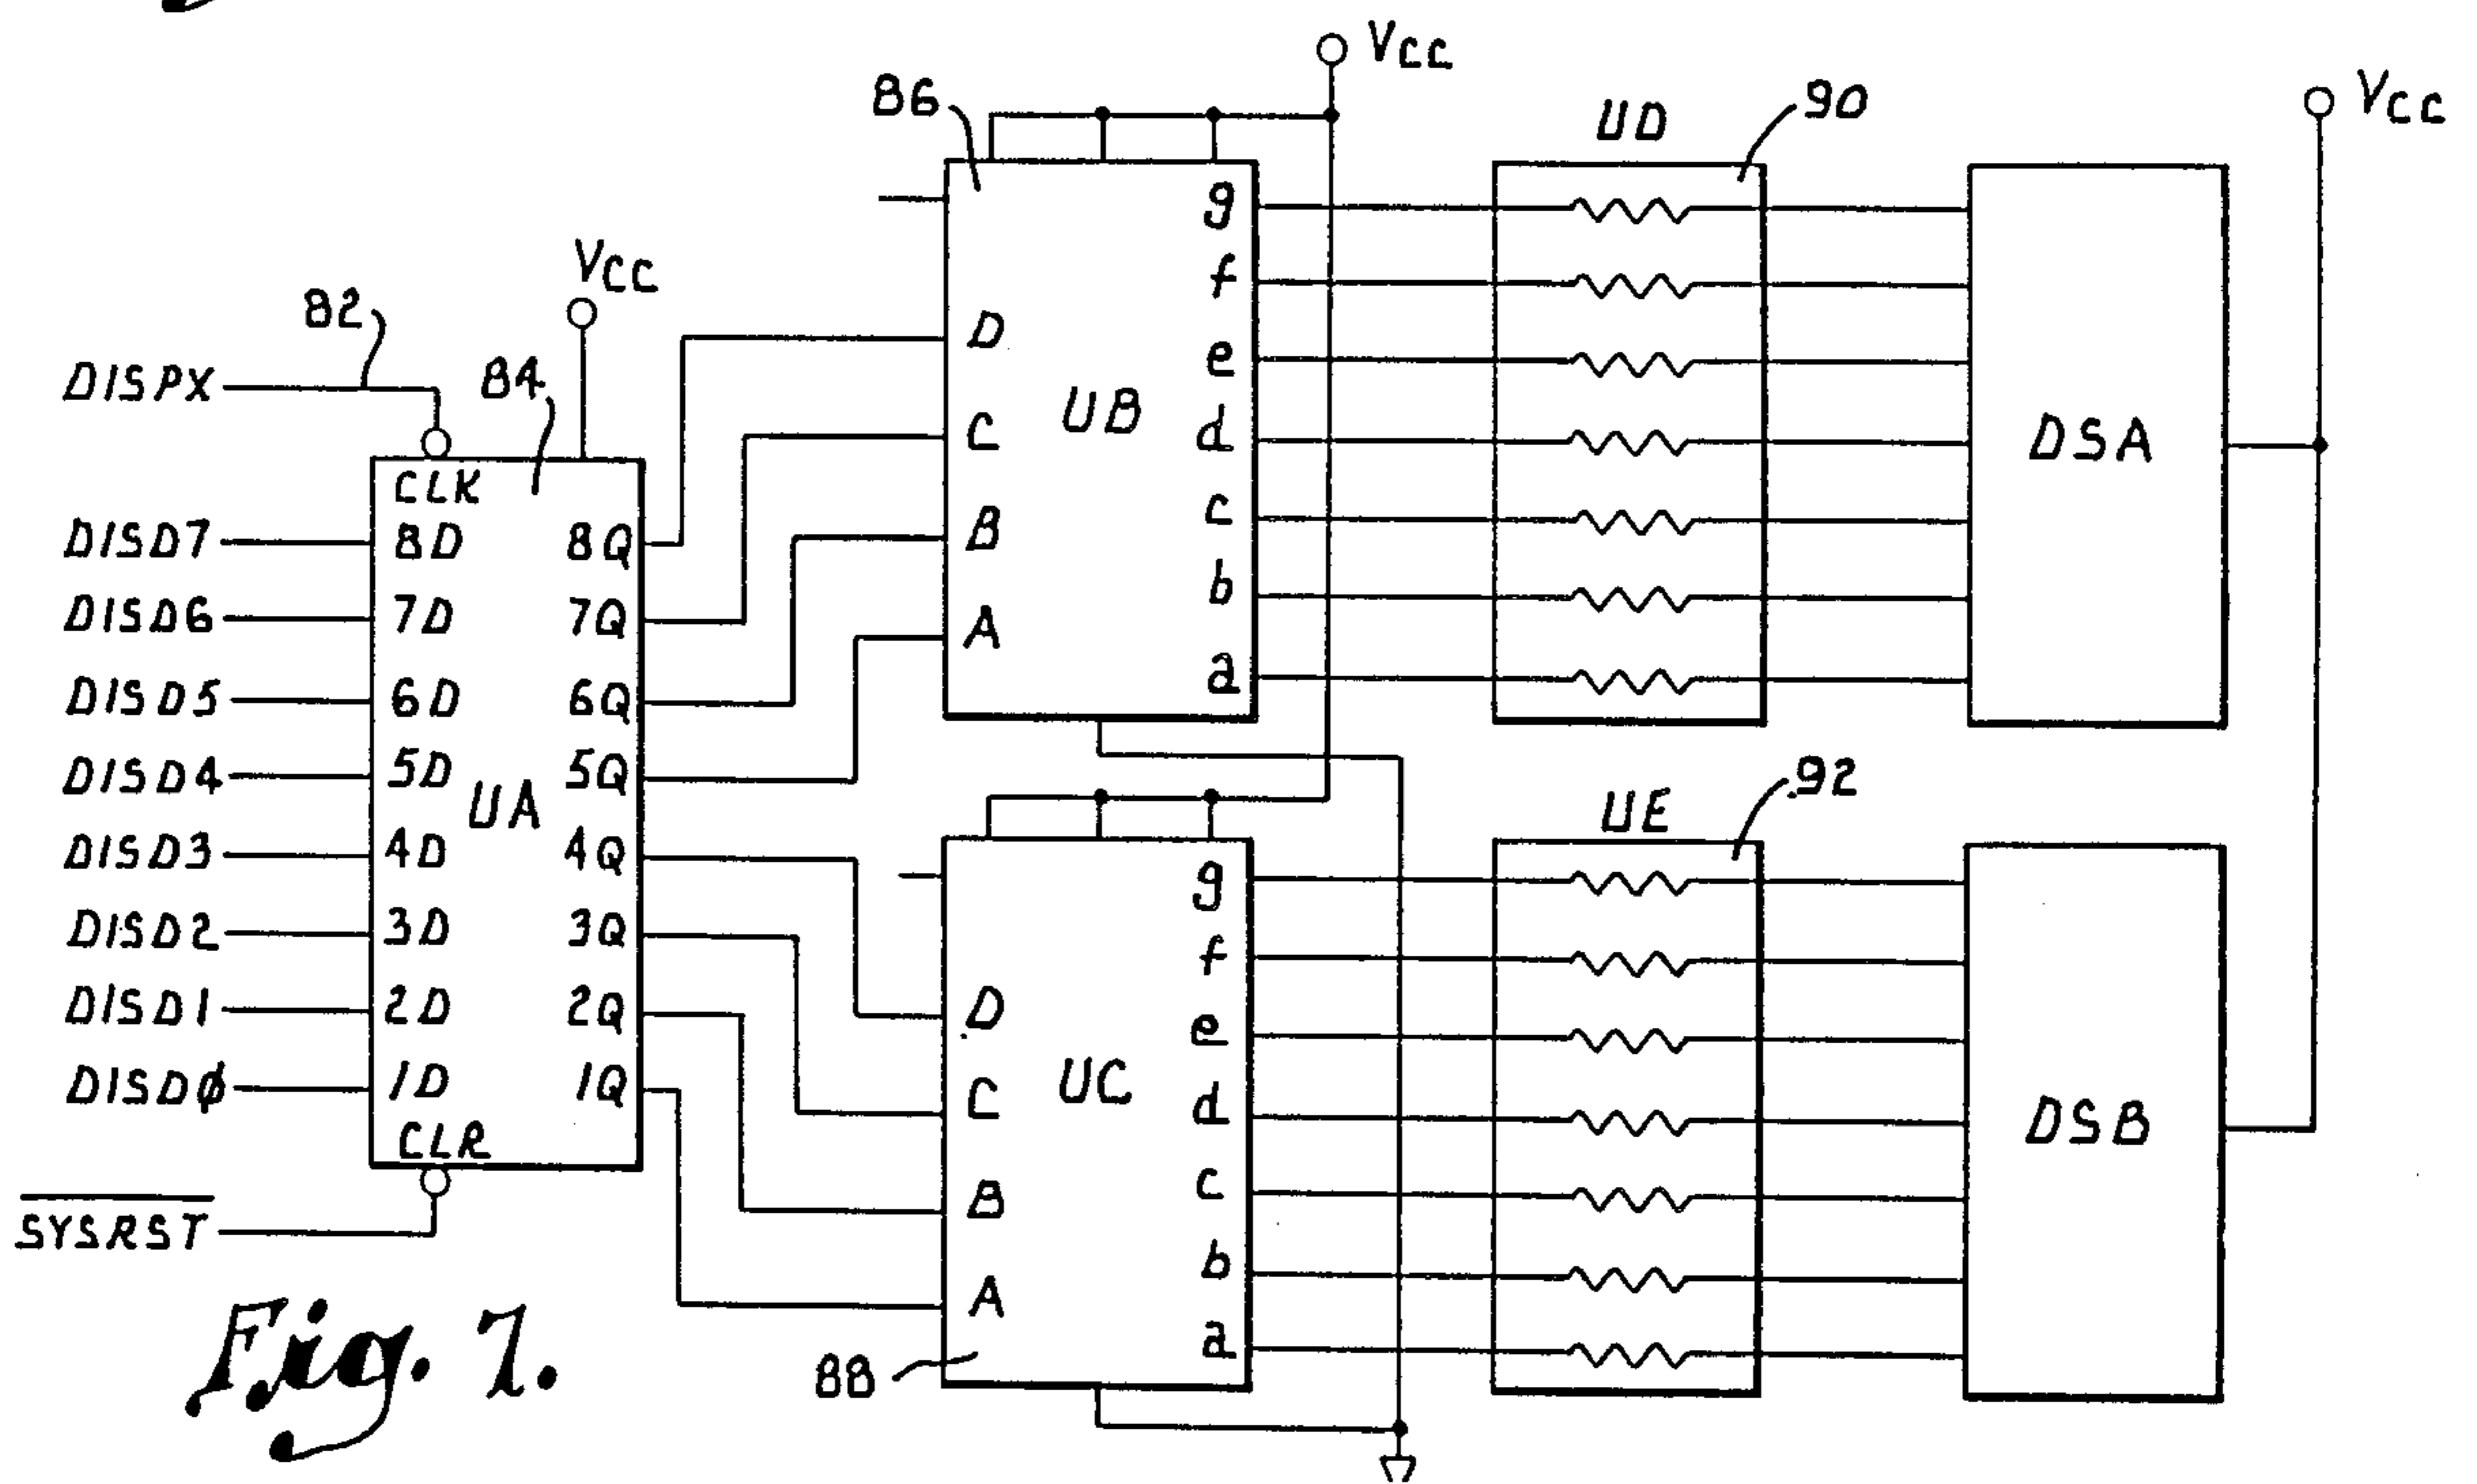 Vcc
86
UD
90
Vcc
g
Vcc
f
82
D
e
DISPX
84
UB
C
d
DSA
CLK
DISD7
8D
8Q
B
c
DISD6
7D
7Q
A
b
DISD5
6D
6Q
a
DISD4
5D
5Q
UA
UE
92
DISD3
4D
4Q
g
DISD2
3D
3Q
f
DISD1
2D
2Q
D
e
DISDØ
1D
1Q
C
UC
d
DSB
CLR
c
SYSRST
B
b
A
a
88
Fig. 7.